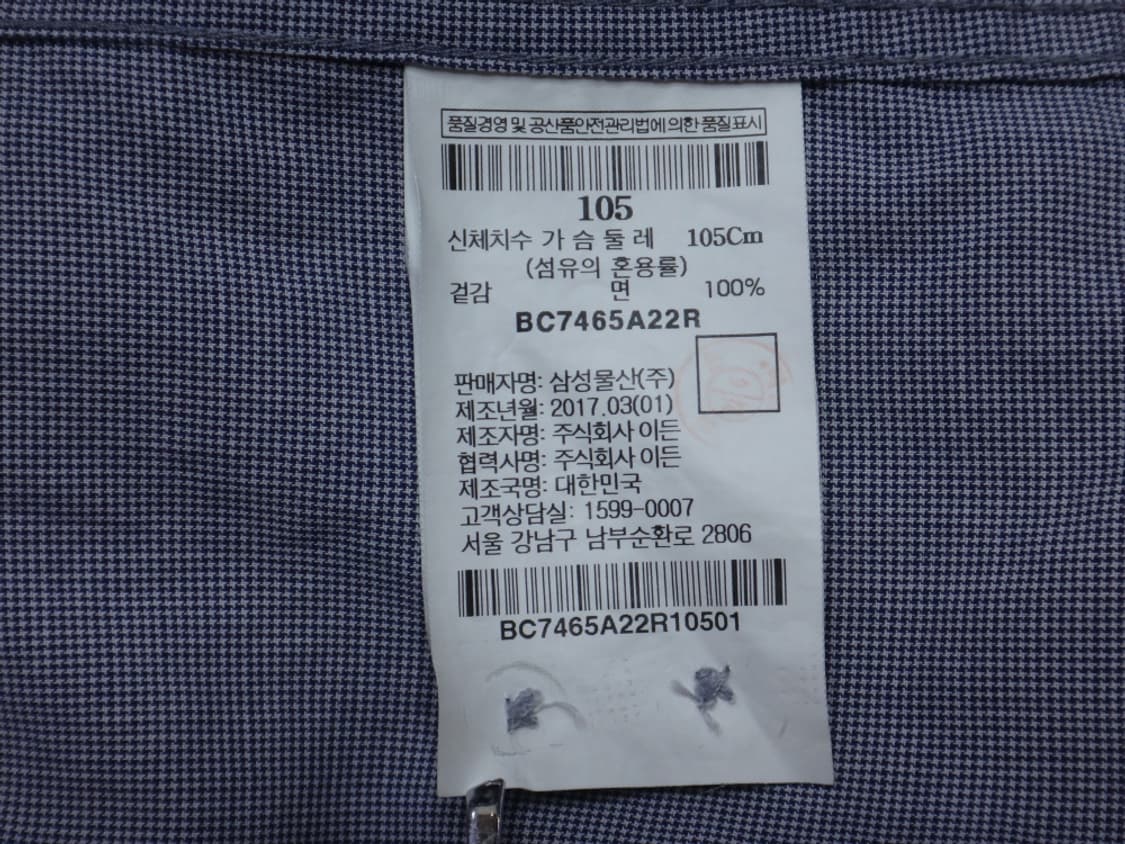 품질경영 및 공산품안전관리법에 의한 품질표시
105
신체치수 가 슴 둘 레 105Cm
(섬유의 혼용률)
겉감 면 100%
BC7465A22R
판매자명: 삼성물산(주)
제조년월: 2017.03(01)
제조자명: 주식회사 이든
협력사명: 주식회사 이든
제조국명: 대한민국
고객상담실: 1599-0007
서울 강남구 남부순환로 2806
BC7465A22R10501